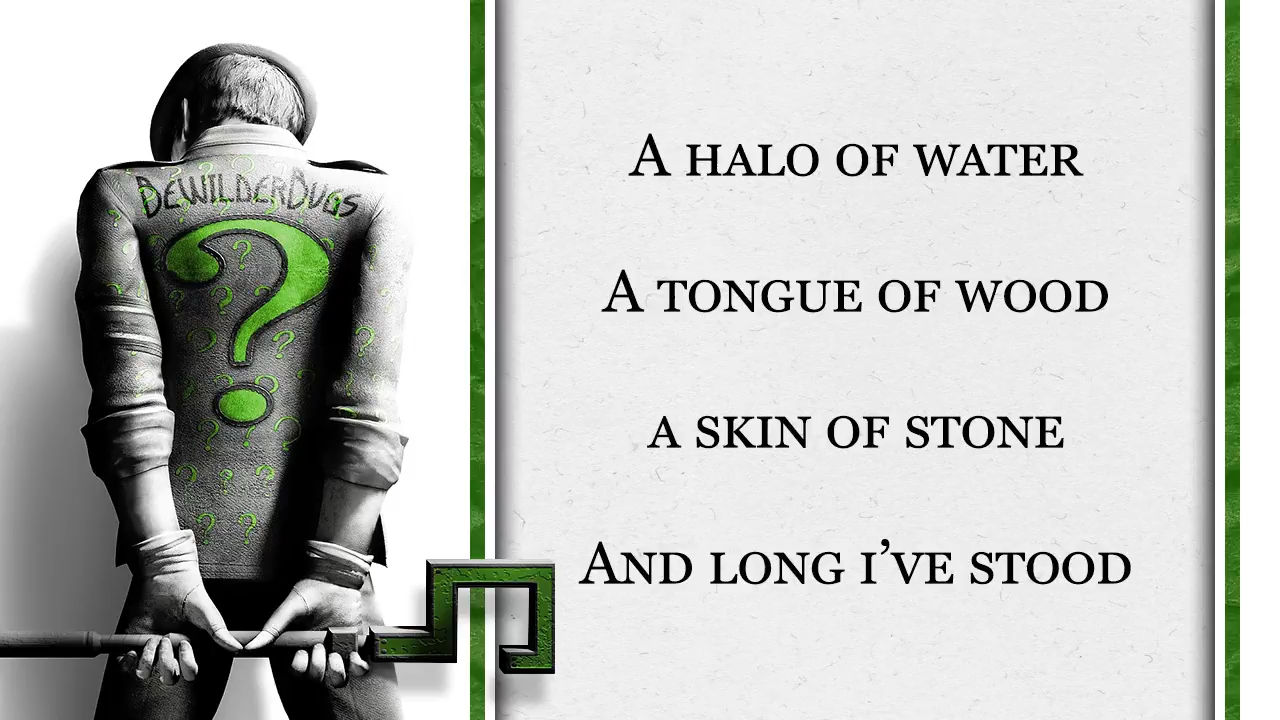 BEWILDERBUGS
A HALO OF WATER
A TONGUE OF WOOD
A SKIN OF STONE
AND LONG I'VE STOOD